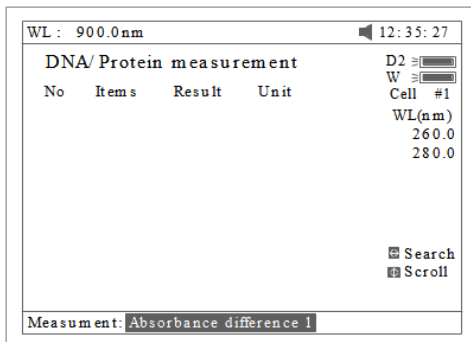 WL: 900.0nm 12:35:27
DNA/Protein measurement
D2
W
No Items Result Unit
Cell #1
WL(nm)
260.0
280.0
Search
Scroll
Measument: Absorbance difference 1